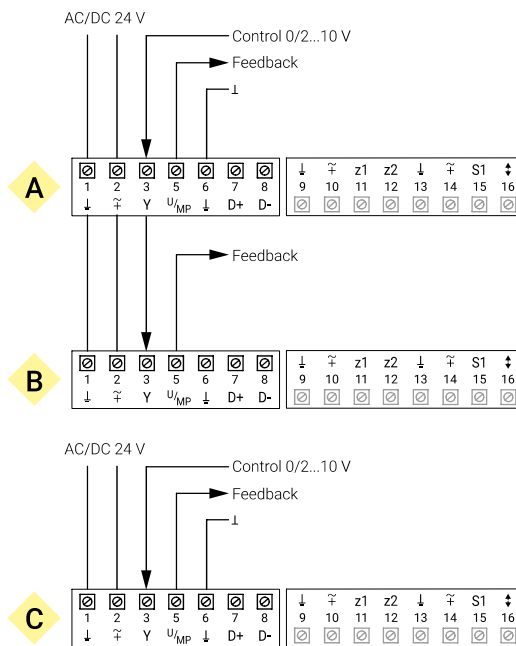 AC/DC 24 V
Control 0/2...10 V
Feedback
⊥
A
1 2 3 5 6 7 8
⏚ ∓ Y U/MP ⏚ D+ D-
⏚ ∓ z1 z2 ⏚ ∓ S1 ⬍
9 10 11 12 13 14 15 16
Feedback
B
1 2 3 5 6 7 8
⏚ ∓ Y U/MP ⏚ D+ D-
⏚ ∓ z1 z2 ⏚ ∓ S1 ⬍
9 10 11 12 13 14 15 16
AC/DC 24 V
Control 0/2...10 V
Feedback
⊥
C
1 2 3 5 6 7 8
⏚ ∓ Y U/MP ⏚ D+ D-
⏚ ∓ z1 z2 ⏚ ∓ S1 ⬍
9 10 11 12 13 14 15 16